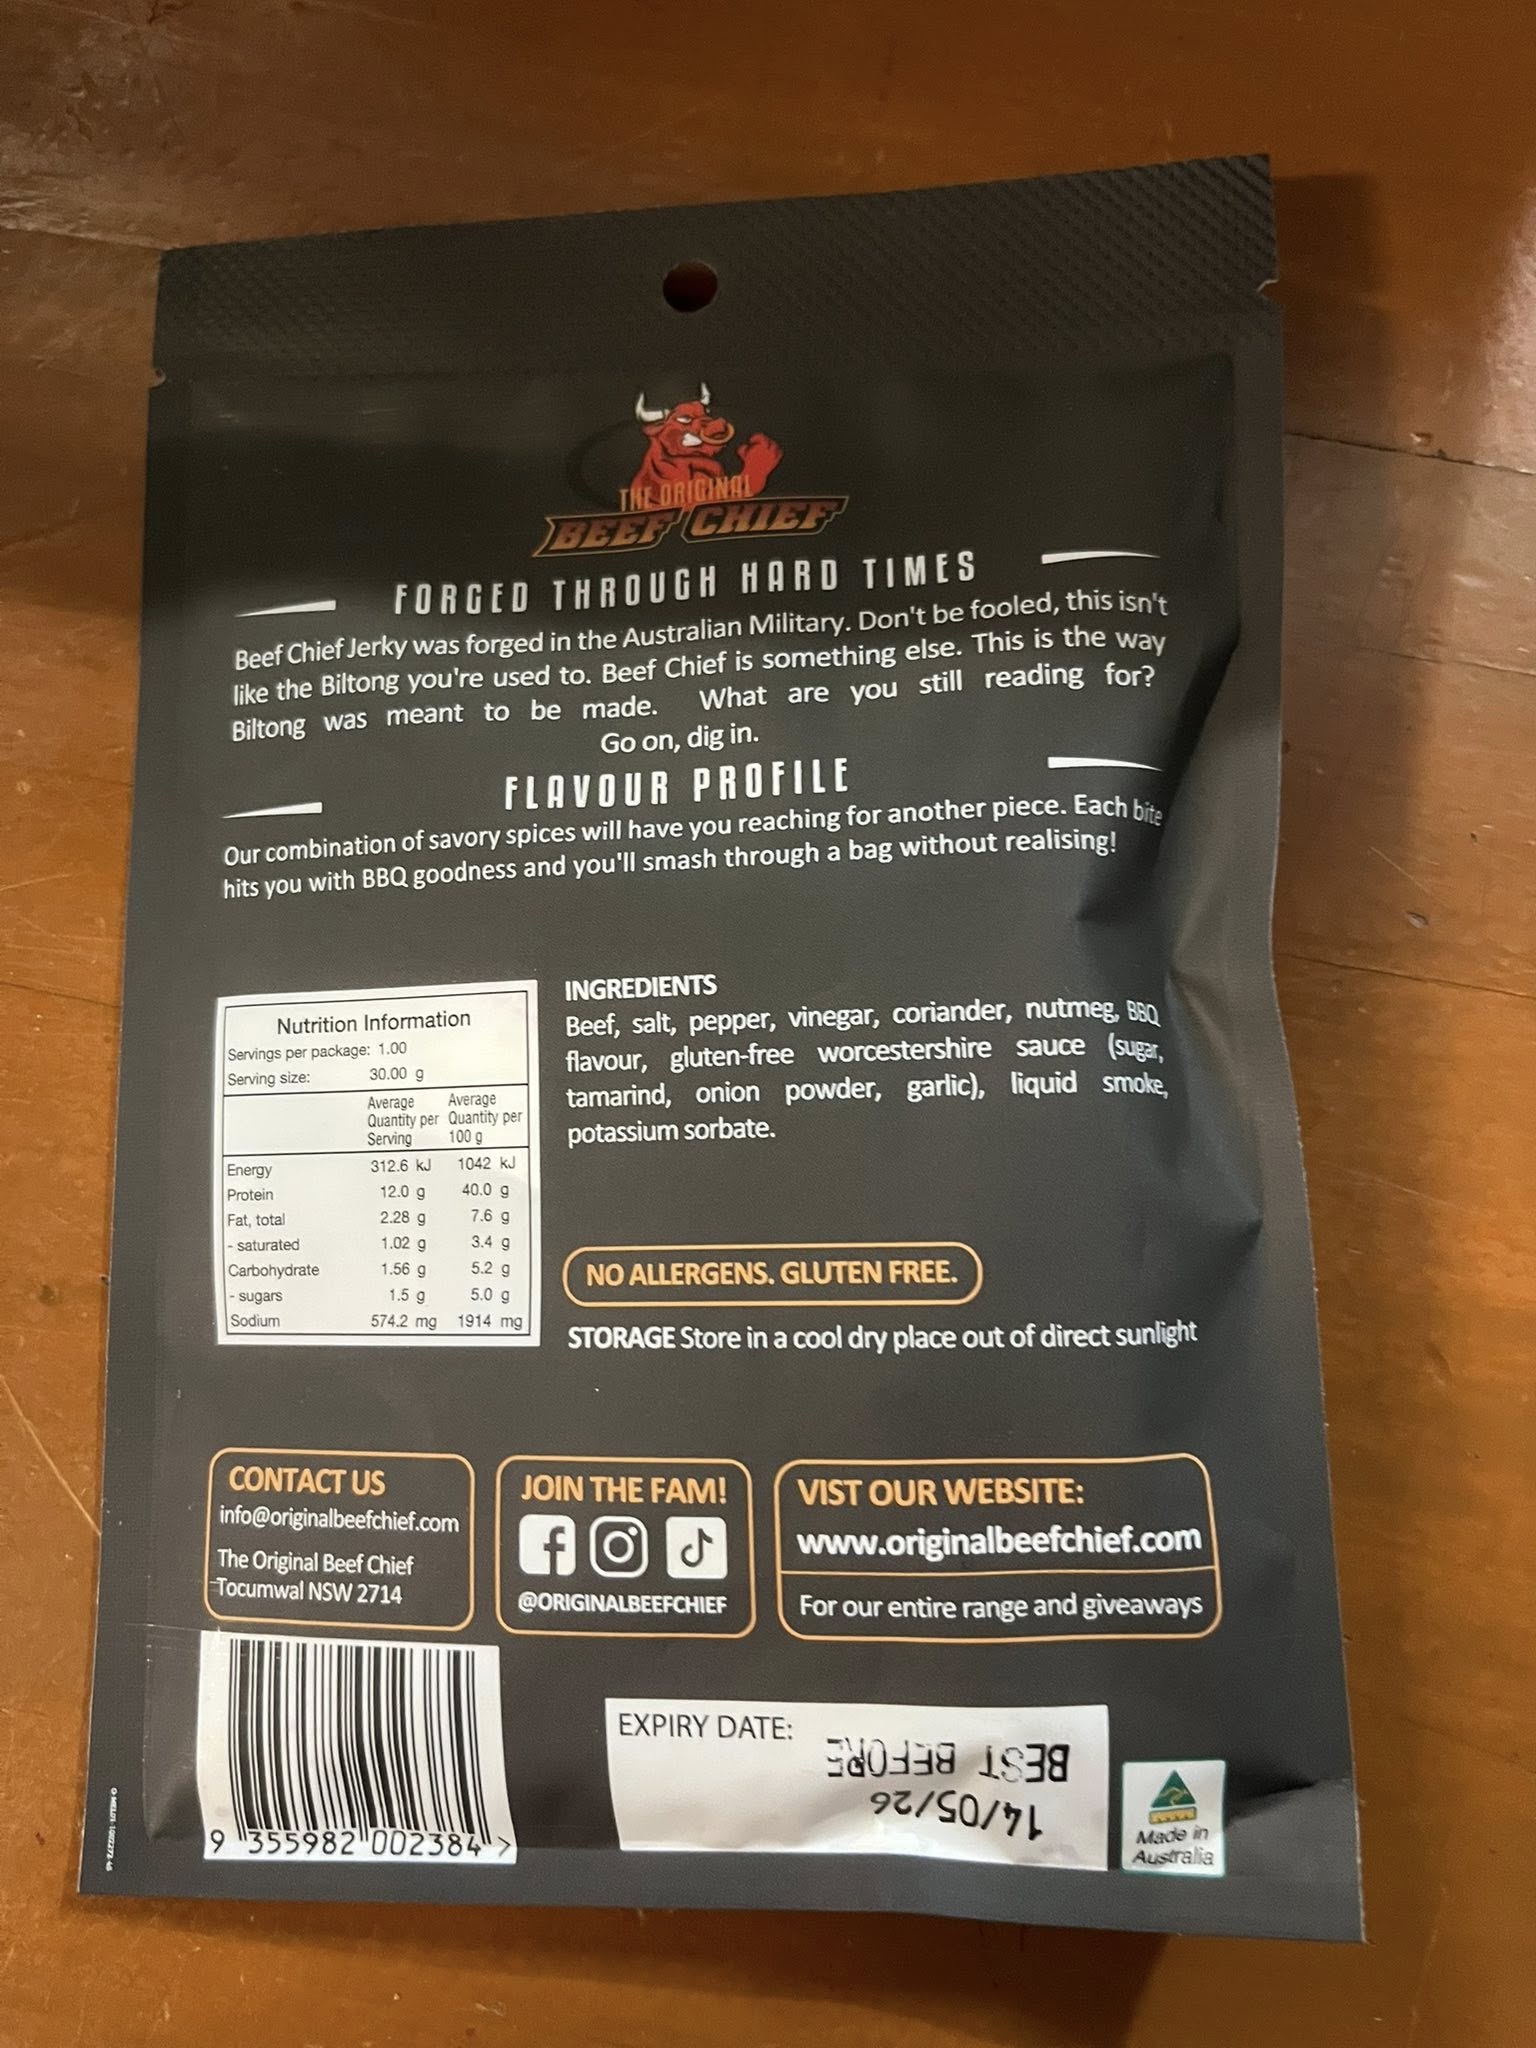 THE ORIGINAL
BEEF CHIEF
FORGED THROUGH HARD TIMES
Beef Chief Jerky was forged in the Australian Military. Don't be fooled, this isn't
like the Biltong you're used to. Beef Chief is something else. This is the way
Biltong was meant to be made. What are you still reading for?
Go on, dig in.
FLAVOUR PROFILE
Our combination of savory spices will have you reaching for another piece. Each bite
hits you with BBQ goodness and you'll smash through a bag without realising!
Nutrition Information
Servings per package: 1.00
Serving size: 30.00 g
Average Quantity per Serving Average Quantity per 100 g
Energy 312.6 kJ 1042 kJ
Protein 12.0 g 40.0 g
Fat, total 2.28 g 7.6 g
- saturated 1.02 g 3.4 g
Carbohydrate 1.56 g 5.2 g
- sugars 1.5 g 5.0 g
Sodium 574.2 mg 1914 mg
INGREDIENTS
Beef, salt, pepper, vinegar, coriander, nutmeg, BBQ
flavour, gluten-free worcestershire sauce (sugar,
tamarind, onion powder, garlic), liquid smoke,
potassium sorbate.
NO ALLERGENS. GLUTEN FREE.
STORAGE Store in a cool dry place out of direct sunlight
CONTACT US
info@originalbeefchief.com
The Original Beef Chief
Tocumwal NSW 2714
JOIN THE FAM!
@ORIGINALBEEFCHIEF
VIST OUR WEBSITE:
www.originalbeefchief.com
For our entire range and giveaways
9 355982 002384 >
EXPIRY DATE:
BEST BEFORE
14/05/26
Made in
Australia